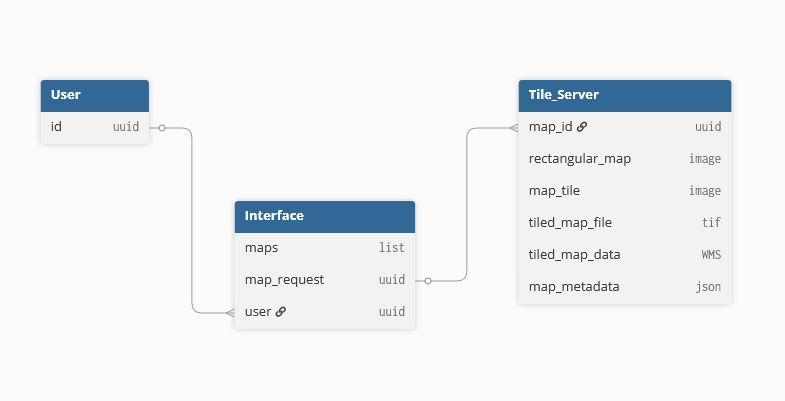 User
id uuid
Interface
maps list
map_request uuid
user uuid
Tile_Server
map_id uuid
rectangular_map image
map_tile image
tiled_map_file tif
tiled_map_data WMS
map_metadata json